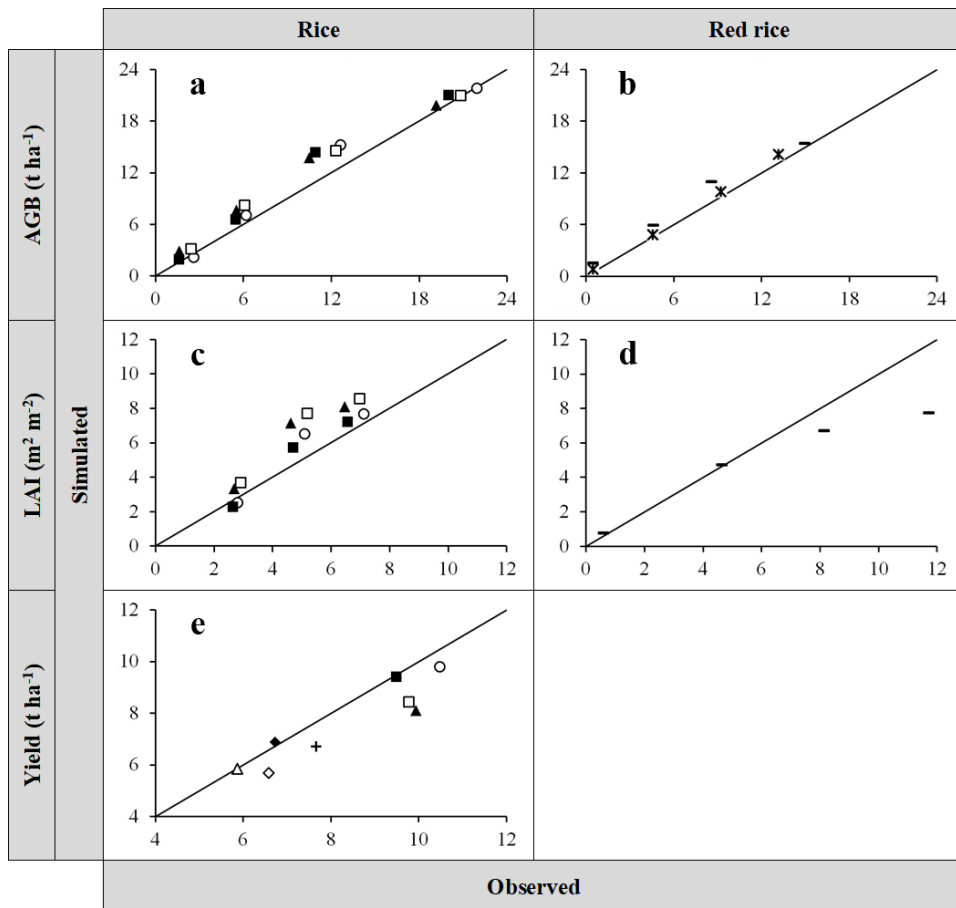 Rice
Red rice
AGB (t ha-1)
LAI (m2 m-2)
Yield (t ha-1)
Simulated
a
24
18
12
6
0
0 6 12 18 24
b
24
18
12
6
0
0 6 12 18 24
c
12
10
8
6
4
2
0
0 2 4 6 8 10 12
d
12
10
8
6
4
2
0
0 2 4 6 8 10 12
e
12
10
8
6
4
4 6 8 10 12
Observed